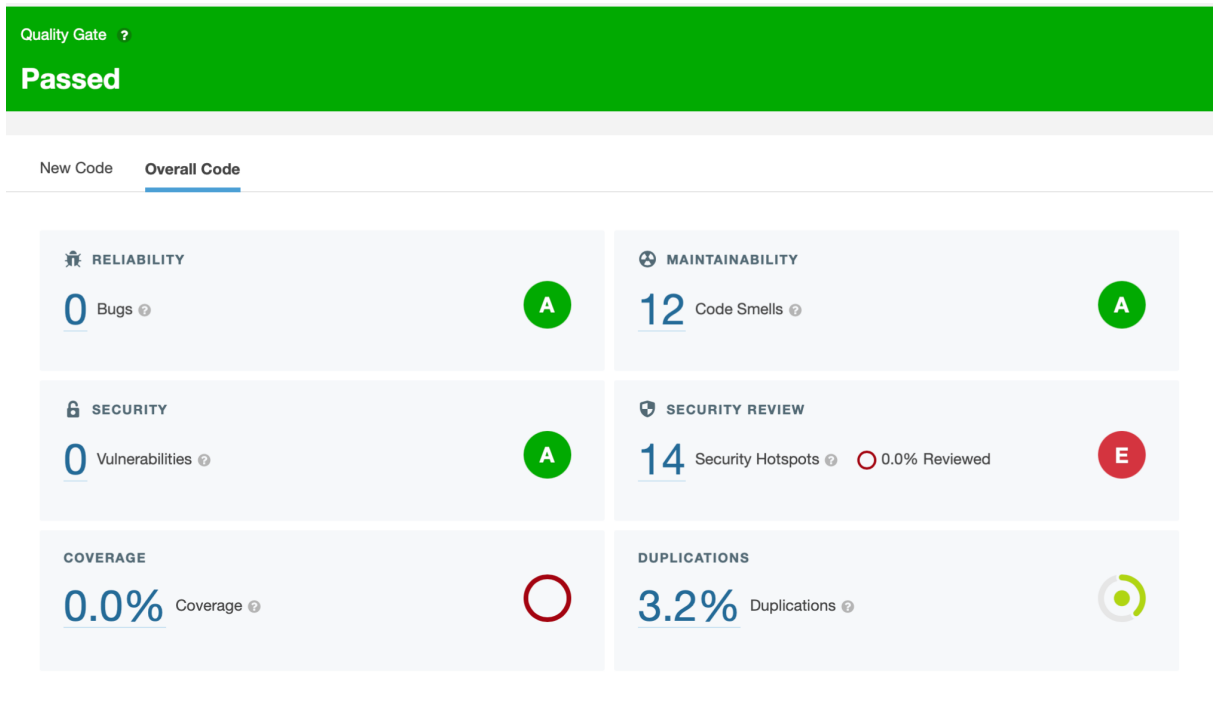 Quality Gate ?
Passed
New Code Overall Code
RELIABILITY
0 Bugs ?
A
MAINTAINABILITY
12 Code Smells ?
A
SECURITY
0 Vulnerabilities ?
A
SECURITY REVIEW
14 Security Hotspots ? 0.0% Reviewed
E
COVERAGE
0.0% Coverage ?
DUPLICATIONS
3.2% Duplications ?